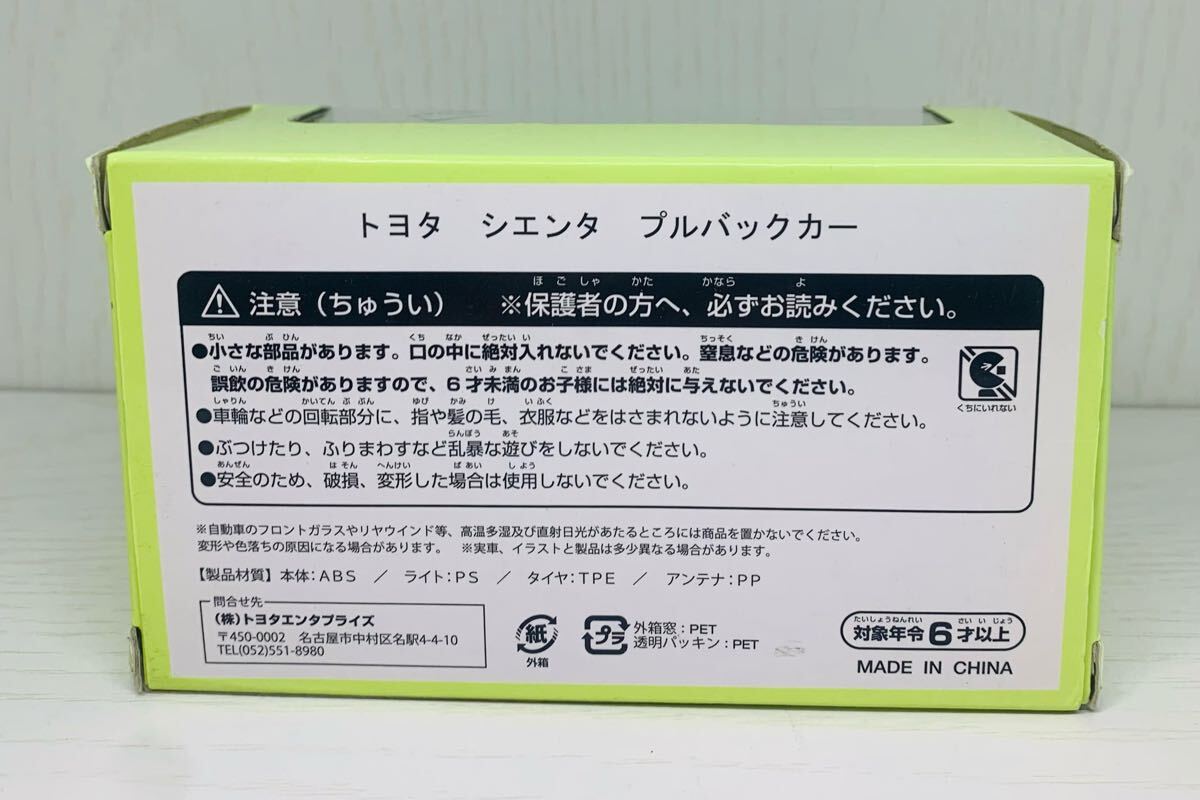 トヨタ　シエンタ　プルバックカー
ほごしゃ　かた　かなら　よ
注意（ちゅうい）　※保護者の方へ、必ずお読みください。
ちい　ぶひん　くち　なか　ぜったいい　ちっそく　きけん
●小さな部品があります。口の中に絶対入れないでください。窒息などの危険があります。
ごいん　きけん　さいみまん　こさま　ぜったい　あた
誤飲の危険がありますので、６才未満のお子様には絶対に与えないでください。
しゃりん　かいてんぶぶん　ゆび　かみ　け　いふく　ちゅうい
●車輪などの回転部分に、指や髪の毛、衣服などをはさまれないように注意してください。
らんぼう　あそ
●ぶつけたり、ふりまわすなど乱暴な遊びをしないでください。
あんぜん　はそん　へんけい　ばあい　しよう
●安全のため、破損、変形した場合は使用しないでください。
くちにいれない
※自動車のフロントガラスやリヤウインド等、高温多湿及び直射日光があたるところには商品を置かないでください。
変形や色落ちの原因になる場合があります。　※実車、イラストと製品は多少異なる場合があります。
【製品材質】本体：ＡＢＳ　／　ライト：ＰＳ　／　タイヤ：ＴＰＥ　／　アンテナ：ＰＰ
問合せ先
（株）トヨタエンタプライズ
〒450-0002　名古屋市中村区名駅4-4-10
TEL(052)551-8980
紙
外箱
プラ
外箱窓：PET
透明パッキン：PET
たいしょうねんれい　さいいじょう
対象年令６才以上
MADE IN CHINA